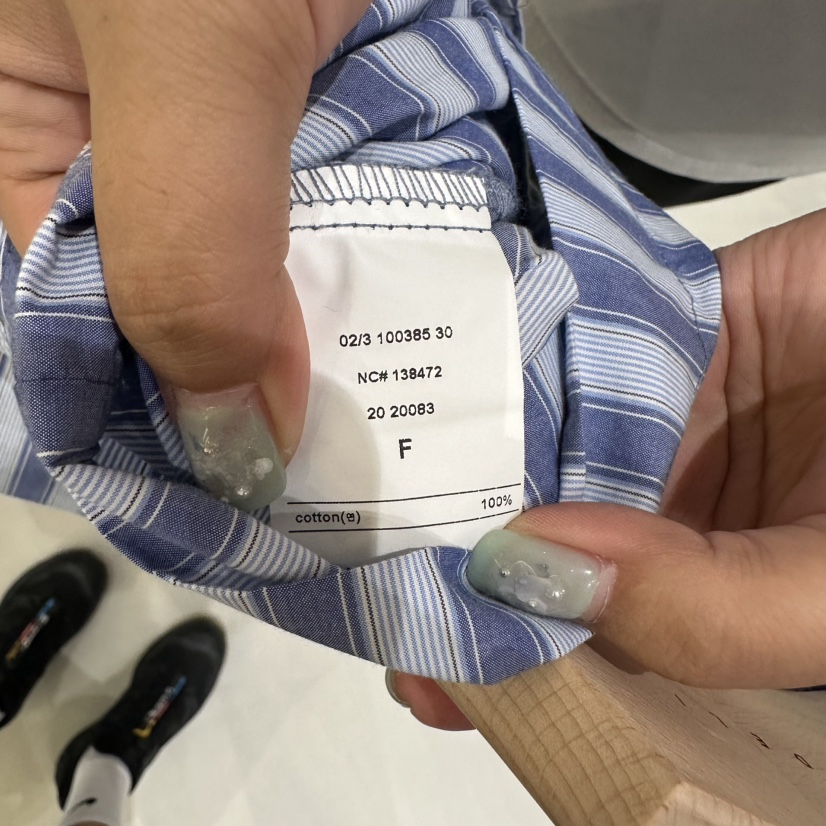 02/3 100385 30
NC# 138472
20 20083
F
100%
cotton(면)